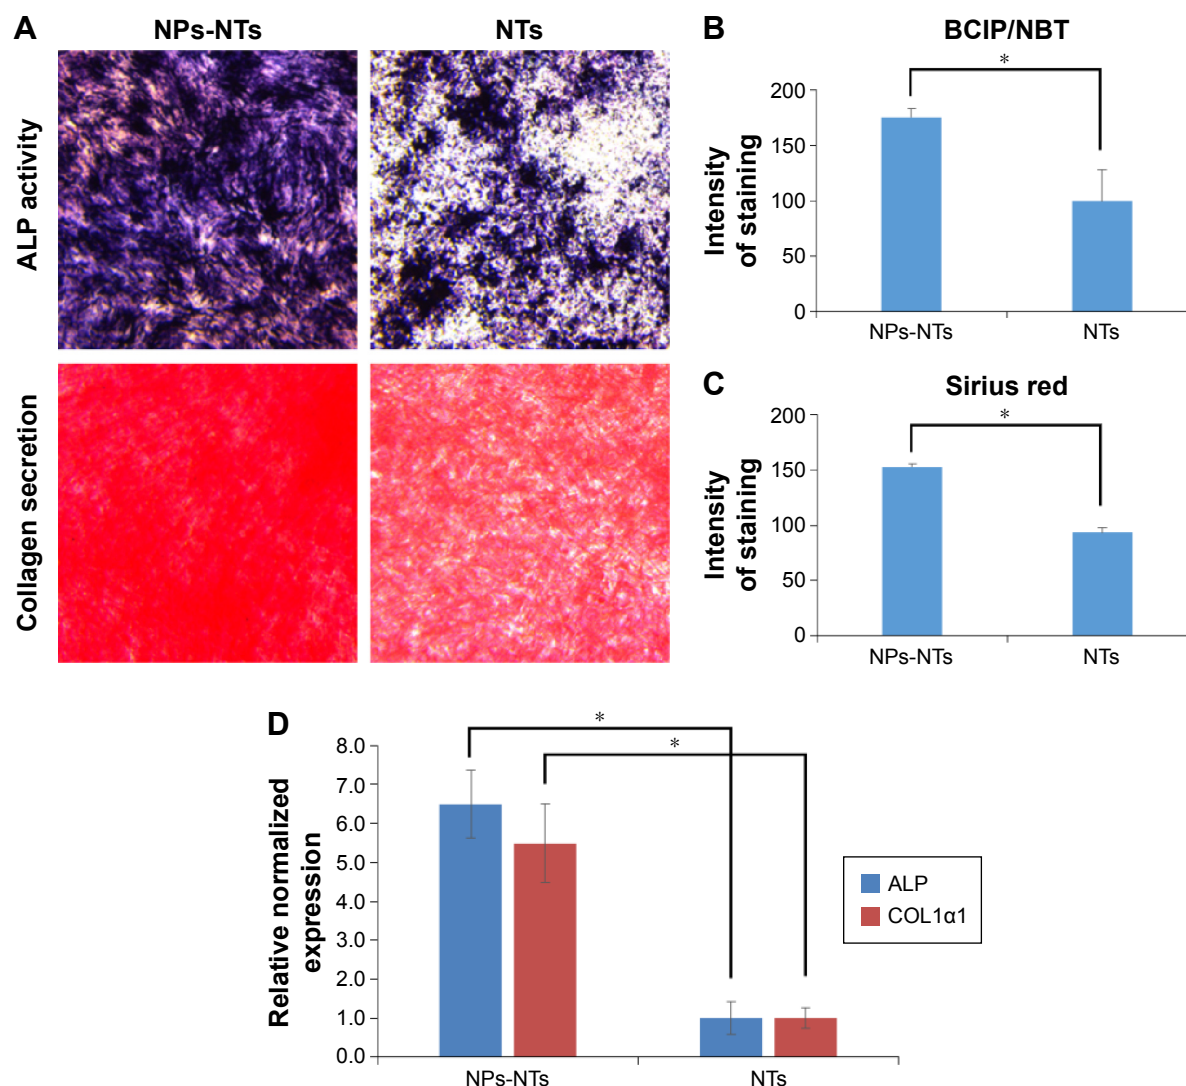 A
NPs-NTs
NTs
ALP activity
Collagen secretion
B
BCIP/NBT
*
Intensity
of staining
200
150
100
50
0
NPs-NTs
NTs
C
Sirius red
*
Intensity
of staining
200
150
100
50
0
NPs-NTs
NTs
D
*
*
Relative normalized
expression
8.0
7.0
6.0
5.0
4.0
3.0
2.0
1.0
0.0
NPs-NTs
NTs
ALP
COL1α1